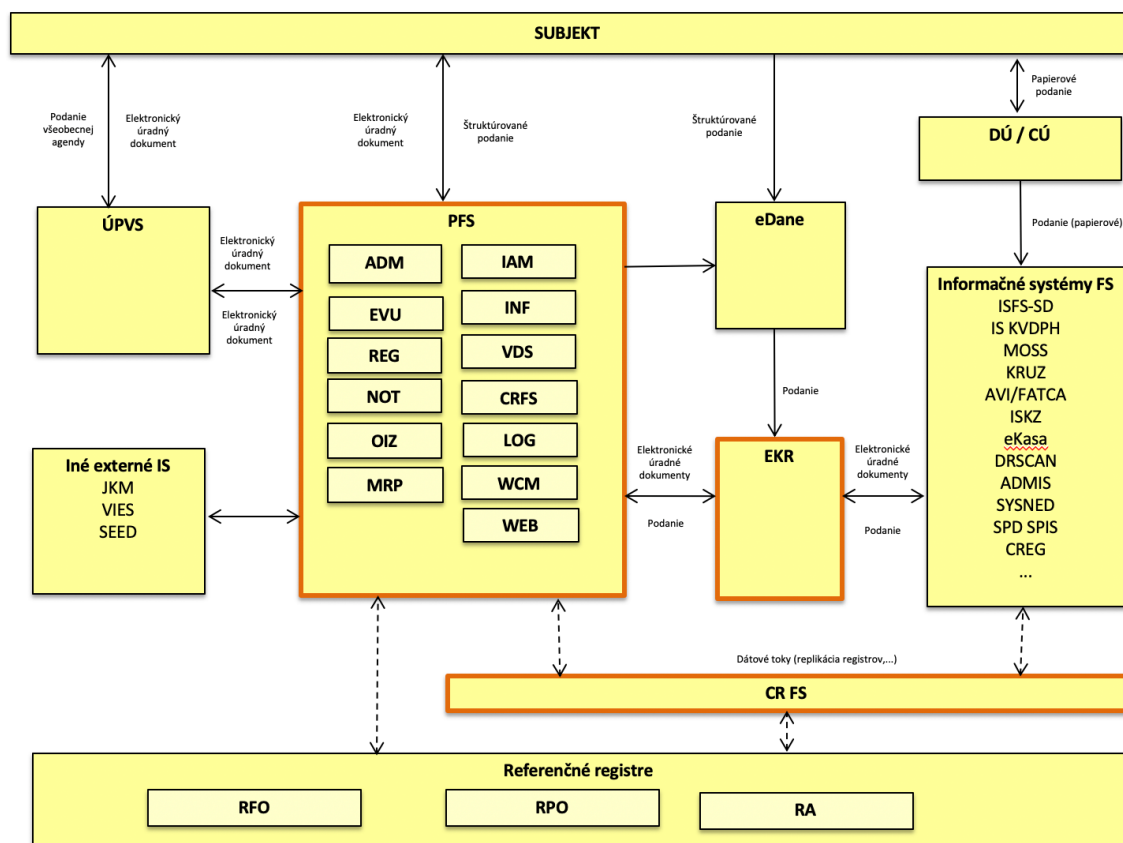 SUBJEKT
Podanie
všeobecnej
agendy
Elektronický
úradný
dokument
Elektronický
úradný
dokument
Štruktúrované
podanie
Štruktúrované
podanie
Papierové
podanie
DÚ / CÚ
Podanie (papierové)
ÚPVS
Elektronický
úradný
dokument
Elektronický
úradný
dokument
PFS
ADM
EVU
REG
NOT
OIZ
MRP
IAM
INF
VDS
CRFS
LOG
WCM
WEB
eDane
Podanie
Informačné systémy FS
ISFS-SD
IS KVDPH
MOSS
KRUZ
AVI/FATCA
ISKZ
eKasa
DRSCAN
ADMIS
SYSNED
SPD SPIS
CREG
...
Iné externé IS
JKM
VIES
SEED
Elektronické
úradné
dokumenty
Podanie
EKR
Elektronické
úradné
dokumenty
Podanie
Dátové toky (replikácia registrov,...)
CR FS
Referenčné registre
RFO
RPO
RA